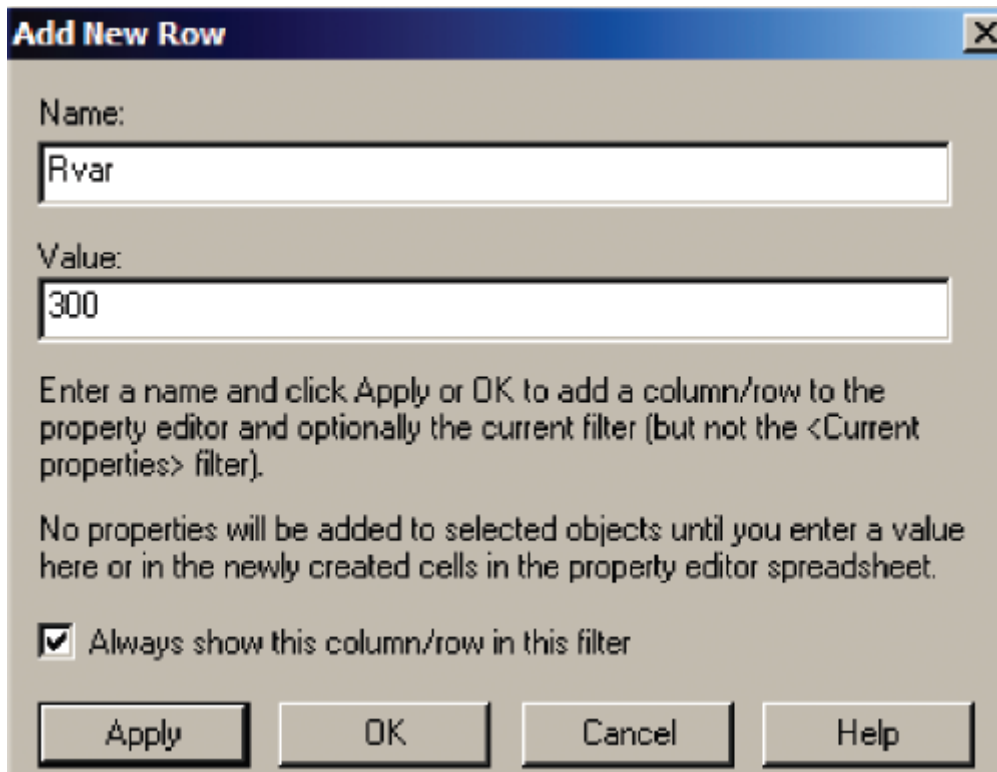 Add New Row
Name:
Rvar
Value:
300
Enter a name and click Apply or OK to add a column/row to the
property editor and optionally the current filter (but not the <Current
properties> filter).
No properties will be added to selected objects until you enter a value
here or in the newly created cells in the property editor spreadsheet.
Always show this column/row in this filter
Apply OK Cancel Help